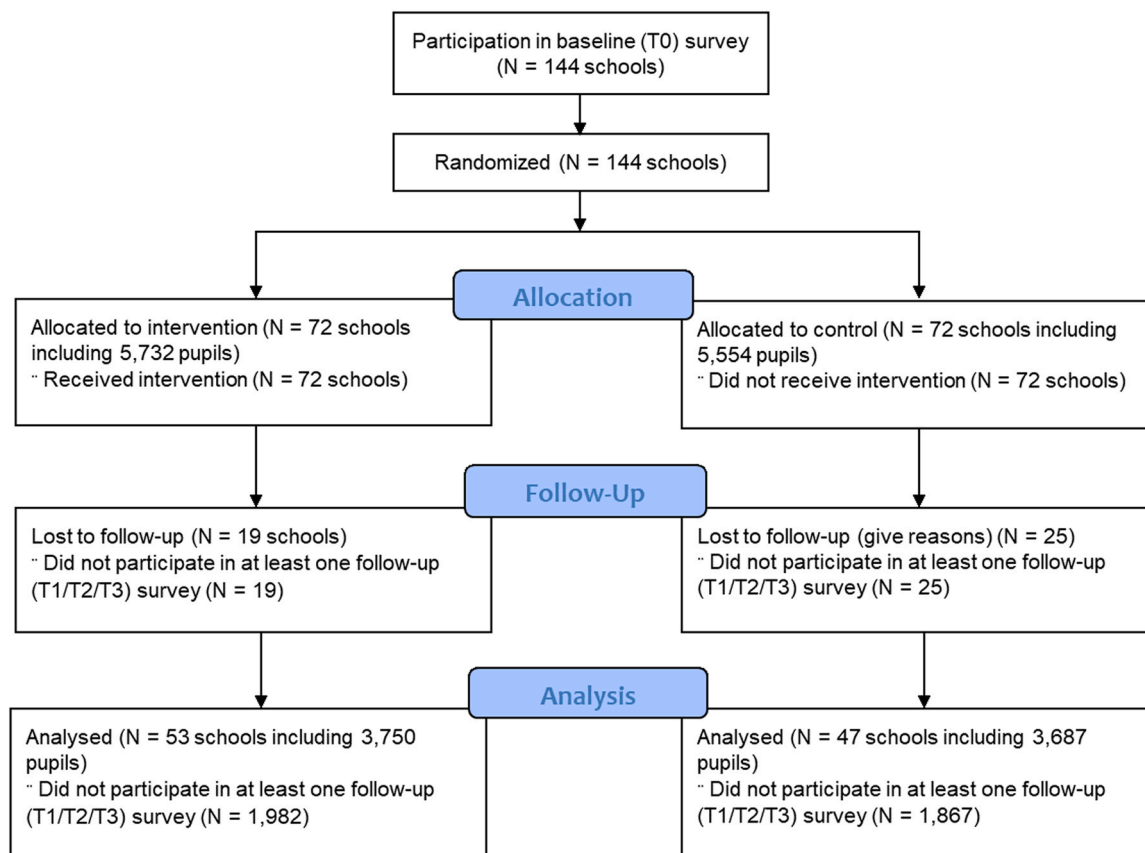 Participation in baseline (T0) survey
(N = 144 schools)
Randomized (N = 144 schools)
Allocation
Allocated to intervention (N = 72 schools
including 5,732 pupils)
¨ Received intervention (N = 72 schools)
Allocated to control (N = 72 schools including
5,554 pupils)
¨ Did not receive intervention (N = 72 schools)
Follow-Up
Lost to follow-up (N = 19 schools)
¨ Did not participate in at least one follow-up
(T1/T2/T3) survey (N = 19)
Lost to follow-up (give reasons) (N = 25)
¨ Did not participate in at least one follow-up
(T1/T2/T3) survey (N = 25)
Analysis
Analysed (N = 53 schools including 3,750
pupils)
¨ Did not participate in at least one follow-up
(T1/T2/T3) survey (N = 1,982)
Analysed (N = 47 schools including 3,687
pupils)
¨ Did not participate in at least one follow-up
(T1/T2/T3) survey (N = 1,867)